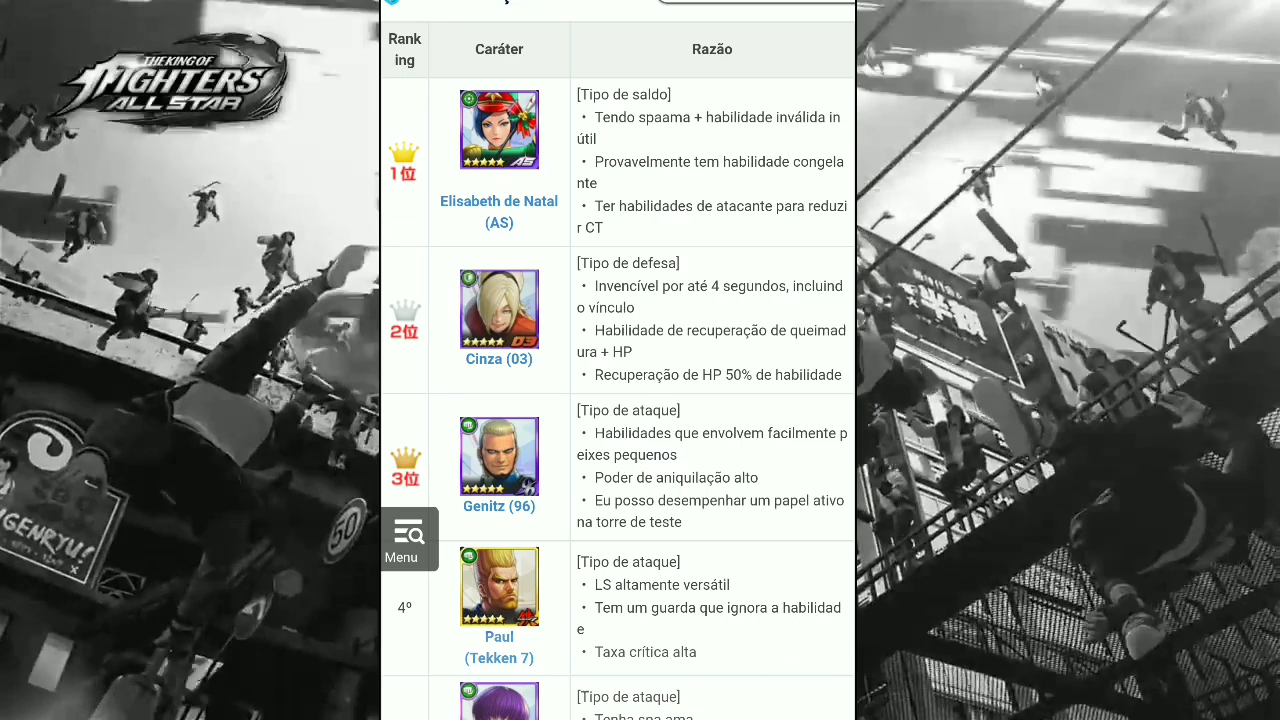 THE KING OF
FIGHTERS
ALL STAR
Rank
ing
Caráter
Razão
1位
AS
Elisabeth de Natal
(AS)
[Tipo de saldo]
・ Tendo spaama + habilidade inválida in
útil
・ Provavelmente tem habilidade congela
nte
・ Ter habilidades de atacante para reduzi
r CT
2位
03
Cinza (03)
[Tipo de defesa]
・ Invencível por até 4 segundos, incluind
o vínculo
・ Habilidade de recuperação de queimad
ura + HP
・ Recuperação de HP 50% de habilidade
3位
Genitz (96)
[Tipo de ataque]
・ Habilidades que envolvem facilmente p
eixes pequenos
・ Poder de aniquilação alto
・ Eu posso desempenhar um papel ativo
na torre de teste
Menu
4º
Paul
(Tekken 7)
[Tipo de ataque]
・ LS altamente versátil
・ Tem um guarda que ignora a habilidad
e
・ Taxa crítica alta
[Tipo de ataque]
・ Tenha spa ama
50